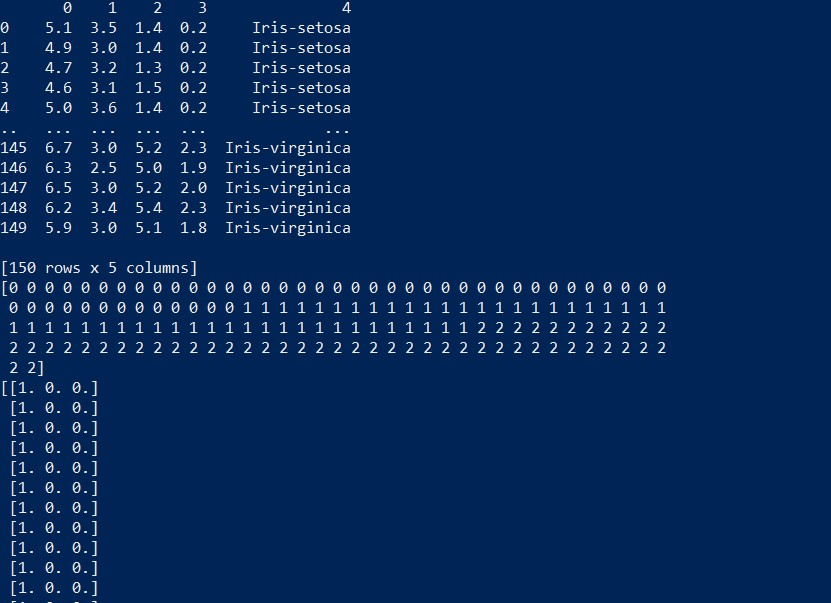 0    1    2    3               4
0    5.1  3.5  1.4  0.2     Iris-setosa
1    4.9  3.0  1.4  0.2     Iris-setosa
2    4.7  3.2  1.3  0.2     Iris-setosa
3    4.6  3.1  1.5  0.2     Iris-setosa
4    5.0  3.6  1.4  0.2     Iris-setosa
..   ...  ...  ...  ...             ...
145  6.7  3.0  5.2  2.3  Iris-virginica
146  6.3  2.5  5.0  1.9  Iris-virginica
147  6.5  3.0  5.2  2.0  Iris-virginica
148  6.2  3.4  5.4  2.3  Iris-virginica
149  5.9  3.0  5.1  1.8  Iris-virginica

[150 rows x 5 columns]
[0 0 0 0 0 0 0 0 0 0 0 0 0 0 0 0 0 0 0 0 0 0 0 0 0 0 0 0 0 0 0 0 0 0 0 0 0
 0 0 0 0 0 0 0 0 0 0 0 0 0 1 1 1 1 1 1 1 1 1 1 1 1 1 1 1 1 1 1 1 1 1 1 1 1
 1 1 1 1 1 1 1 1 1 1 1 1 1 1 1 1 1 1 1 1 1 1 1 1 1 1 2 2 2 2 2 2 2 2 2 2 2
 2 2 2 2 2 2 2 2 2 2 2 2 2 2 2 2 2 2 2 2 2 2 2 2 2 2 2 2 2 2 2 2 2 2 2 2 2
 2 2]
[[1. 0. 0.]
 [1. 0. 0.]
 [1. 0. 0.]
 [1. 0. 0.]
 [1. 0. 0.]
 [1. 0. 0.]
 [1. 0. 0.]
 [1. 0. 0.]
 [1. 0. 0.]
 [1. 0. 0.]
 [1. 0. 0.]